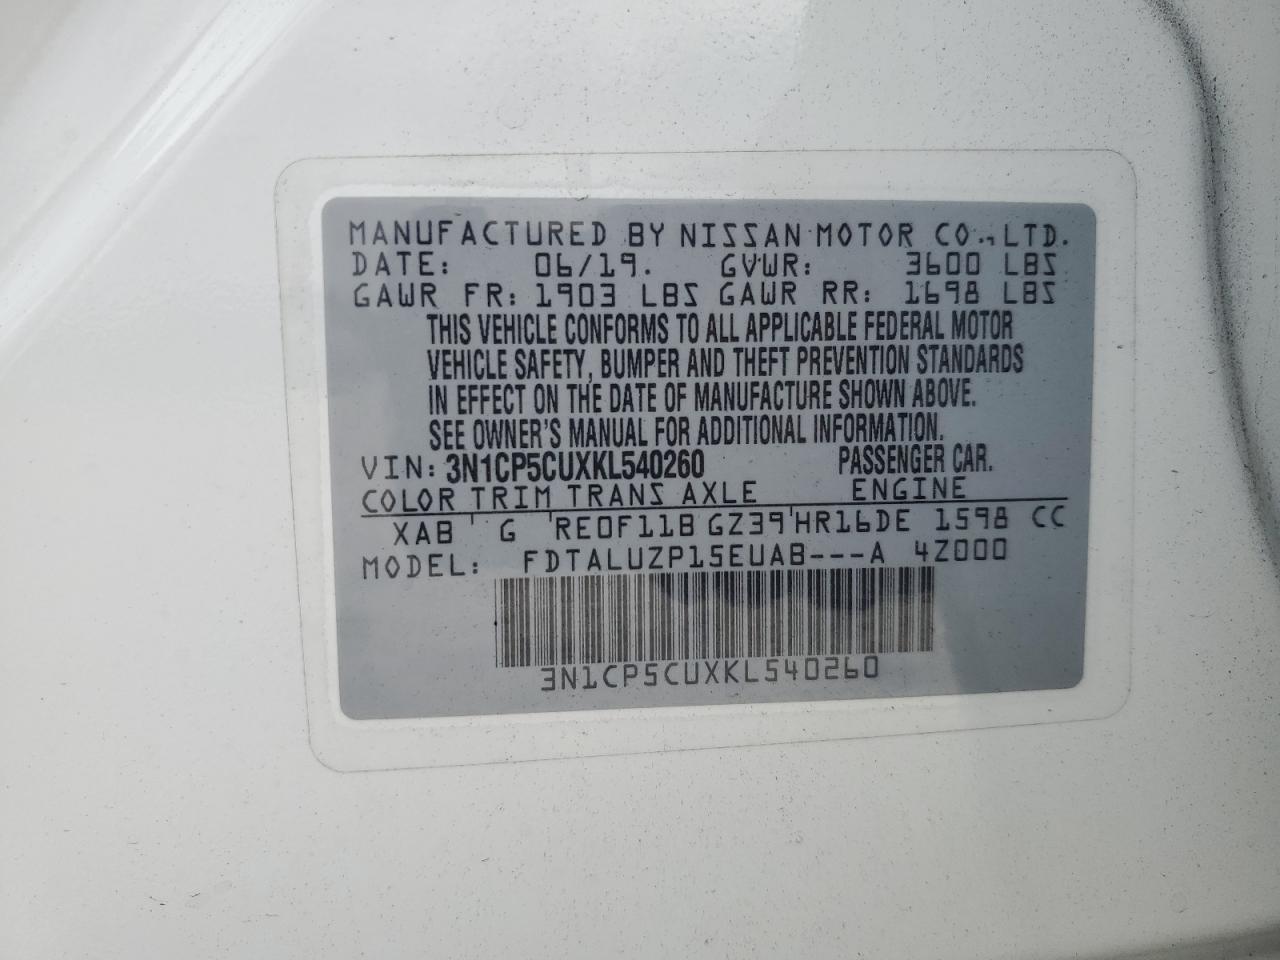 MANUFACTURED BY NISSAN MOTOR CO., LTD.
DATE: 06/19. GVWR: 3600 LBS
GAWR FR: 1903 LBS GAWR RR: 1698 LBS
THIS VEHICLE CONFORMS TO ALL APPLICABLE FEDERAL MOTOR
VEHICLE SAFETY, BUMPER AND THEFT PREVENTION STANDARDS
IN EFFECT ON THE DATE OF MANUFACTURE SHOWN ABOVE.
SEE OWNER'S MANUAL FOR ADDITIONAL INFORMATION.
VIN: 3N1CP5CUXKL540260 PASSENGER CAR.
COLOR TRIM TRANS AXLE ENGINE
XAB G RE0F11B GZ39 HR16DE 1598 CC
MODEL: FDTALUZP15EUAB---A 4Z000
3N1CP5CUXKL540260